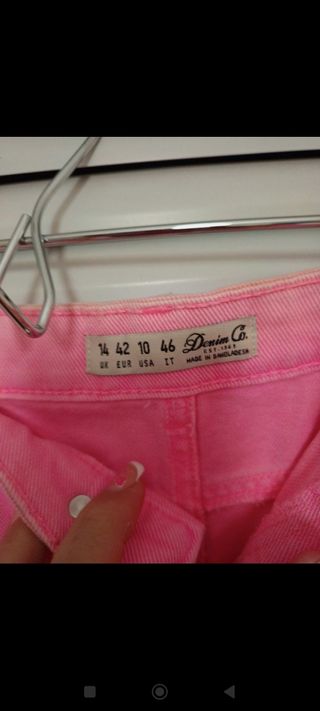 14 42 10 46
UK EUR USA IT
Denim Co.
EST. 1969
MADE IN BANGLADESH